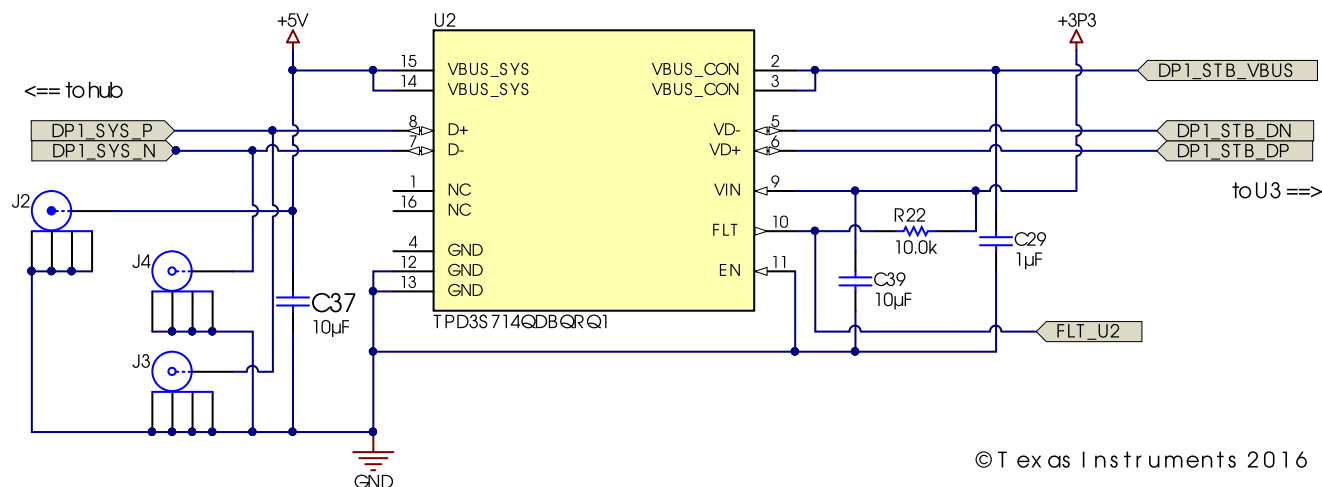 +5V
U2
+3P3
15
VBUS_SYS
VBUS_CON
2
DP1_STB_VBUS
14
VBUS_SYS
VBUS_CON
3
<== to hub
DP1_SYS_P
8
D+
VD-
5
DP1_STB_DN
DP1_SYS_N
7
D-
VD+
6
DP1_STB_DP
1
NC
VIN
9
to U3 ==>
J2
16
NC
FLT
10
R22
10.0k
4
GND
C29
1µF
J4
12
GND
EN
11
C39
10µF
13
GND
C37
10µF
TPD3S714QDBQRQ1
FLT_U2
J3
GND
©Texas Instruments 2016